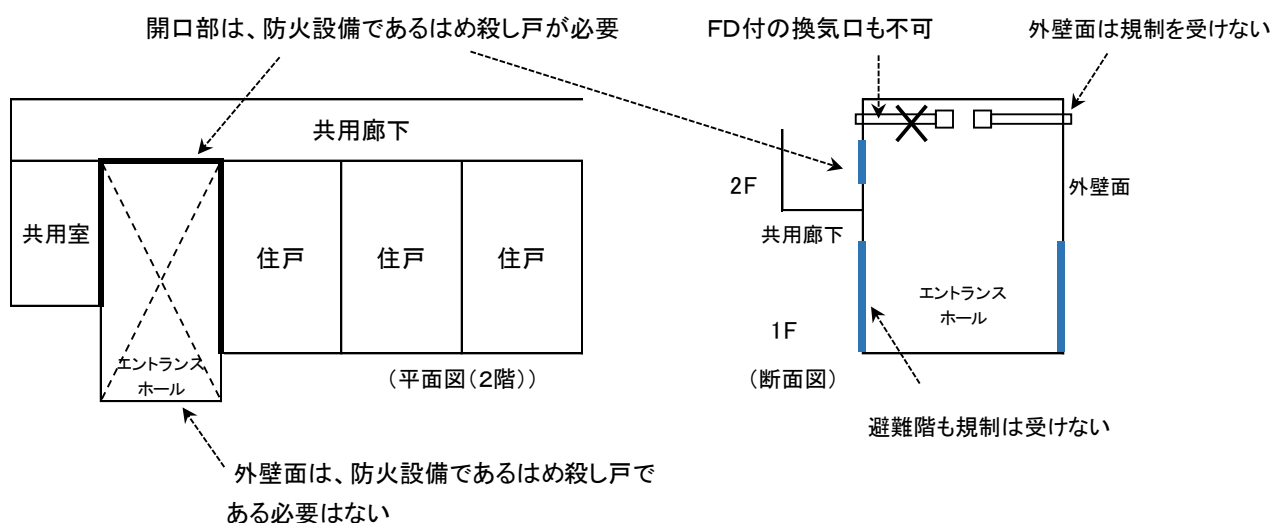 開口部は、防火設備であるはめ殺し戸が必要
FD付の換気口も不可
外壁面は規制を受けない
共用廊下
共用室
住戸
住戸
住戸
エントランス
ホール
(平面図(2階))
外壁面は、防火設備であるはめ殺し戸で
ある必要はない
2F
共用廊下
外壁面
エントランス
ホール
1F
(断面図)
避難階も規制は受けない